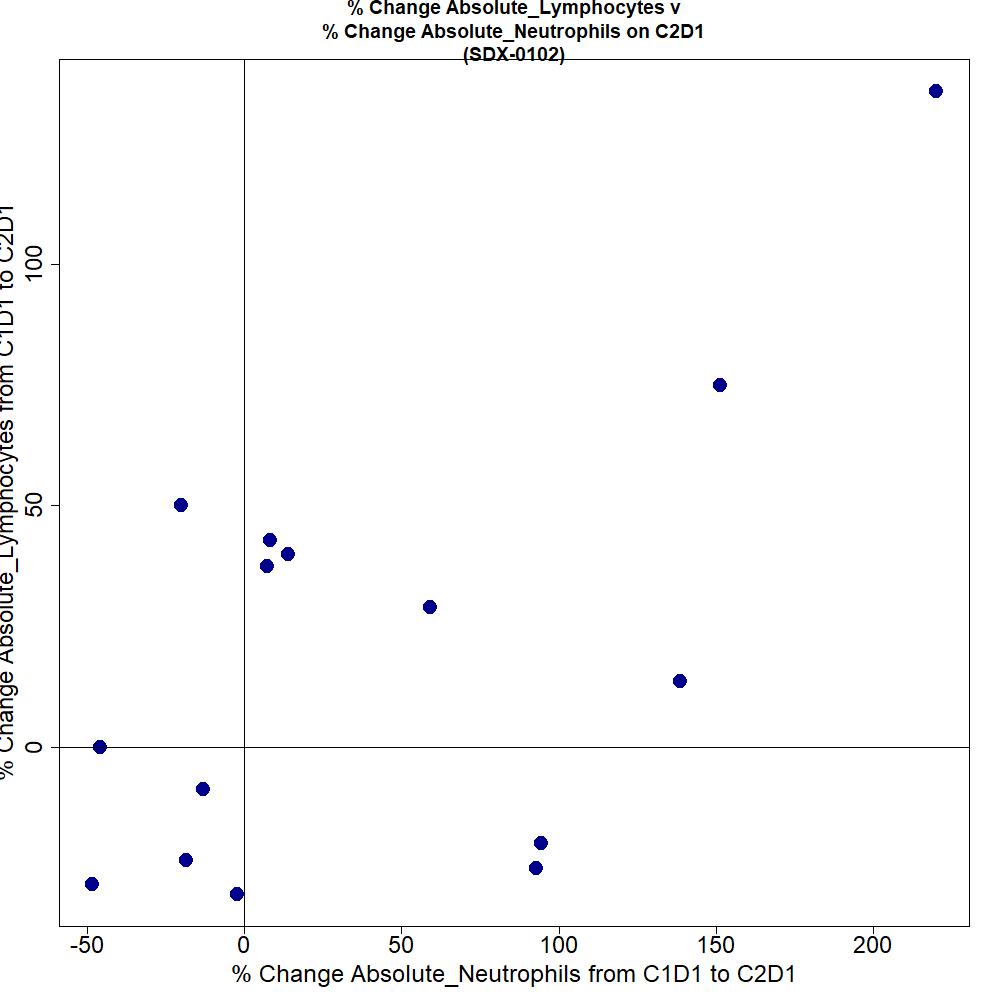 % Change Absolute_Lymphocytes v
% Change Absolute_Neutrophils on C2D1
(SDX-0102)
% Change Absolute_Lymphocytes from C1D1 to C2D1
100
50
0
-50
0
50
100
150
200
% Change Absolute_Neutrophils from C1D1 to C2D1